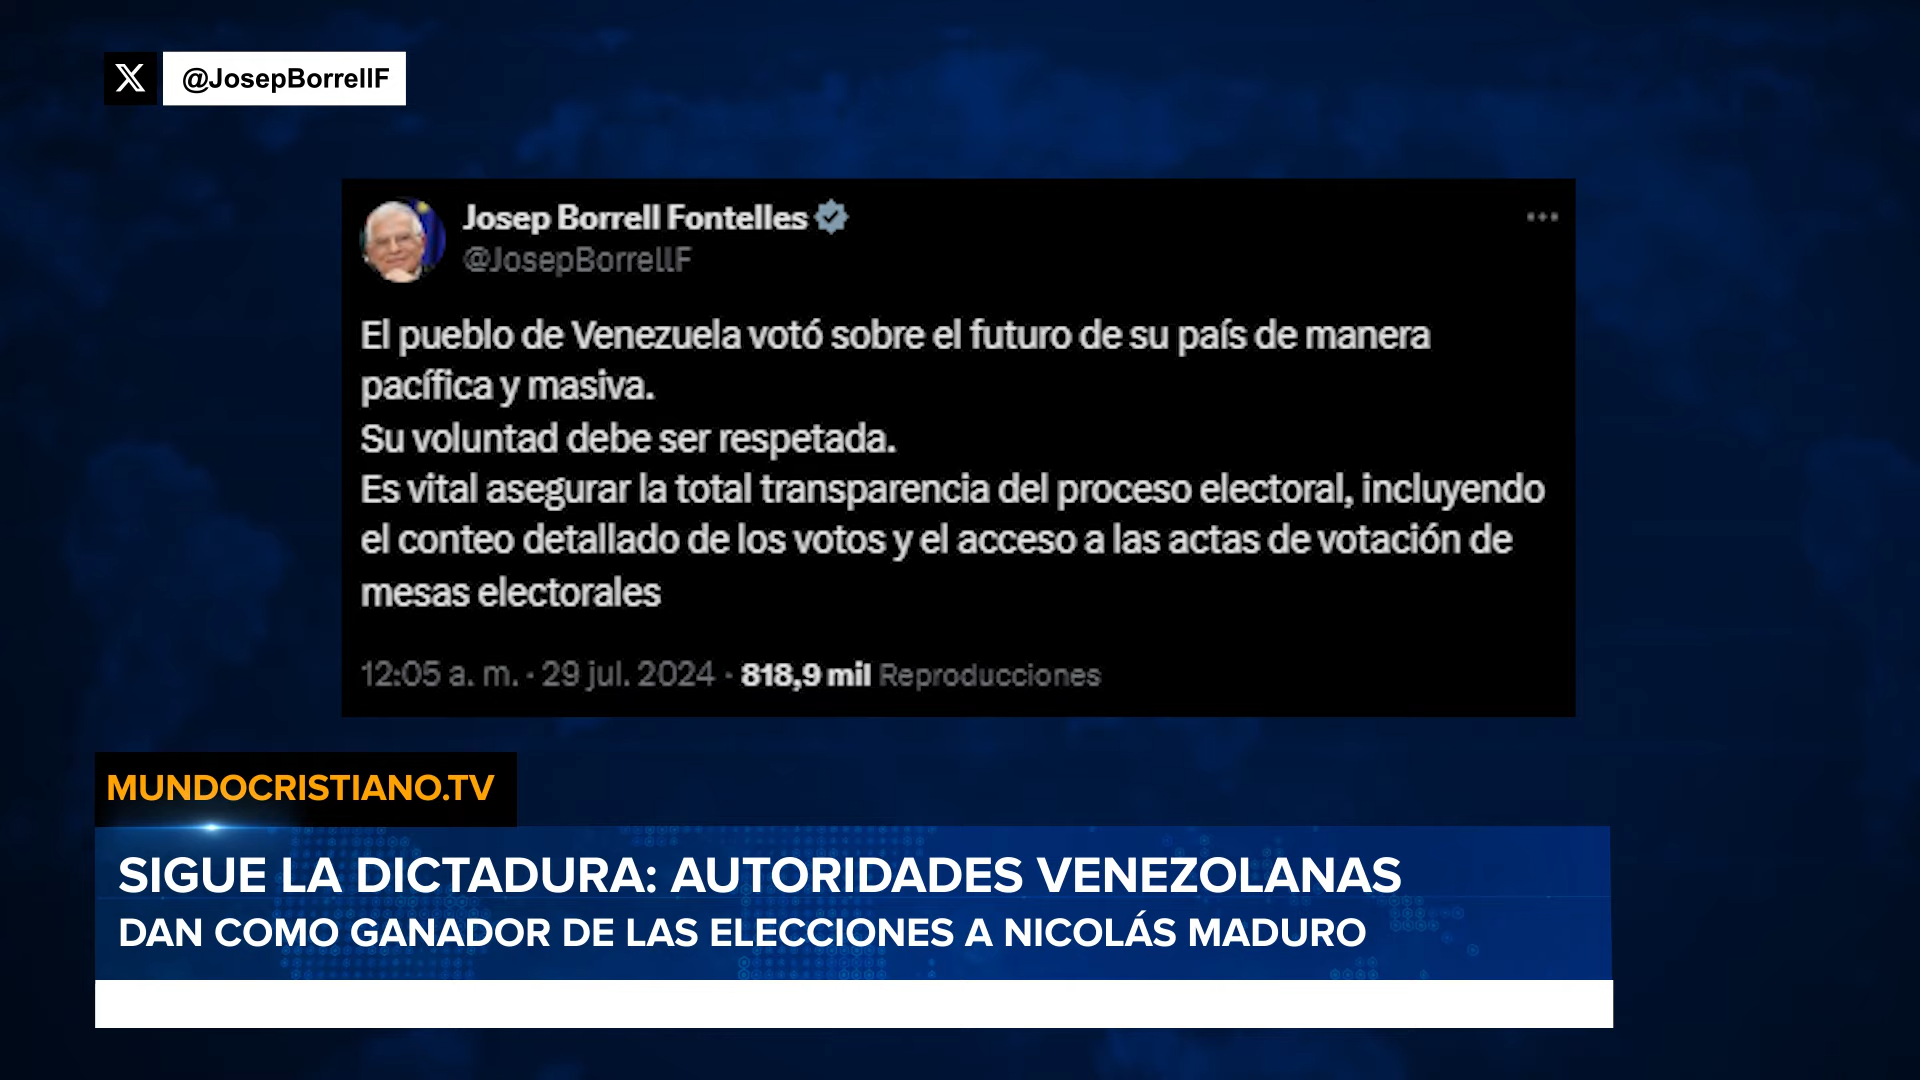 X @JosepBorrellF
Josep Borrell Fontelles
@JosepBorrellF
El pueblo de Venezuela votó sobre el futuro de su país de manera
pacífica y masiva.
Su voluntad debe ser respetada.
Es vital asegurar la total transparencia del proceso electoral, incluyendo
el conteo detallado de los votos y el acceso a las actas de votación de
mesas electorales
12:05 a. m. · 29 jul. 2024 · 818,9 mil Reproducciones
MUNDOCRISTIANO.TV
SIGUE LA DICTADURA: AUTORIDADES VENEZOLANAS
DAN COMO GANADOR DE LAS ELECCIONES A NICOLÁS MADURO